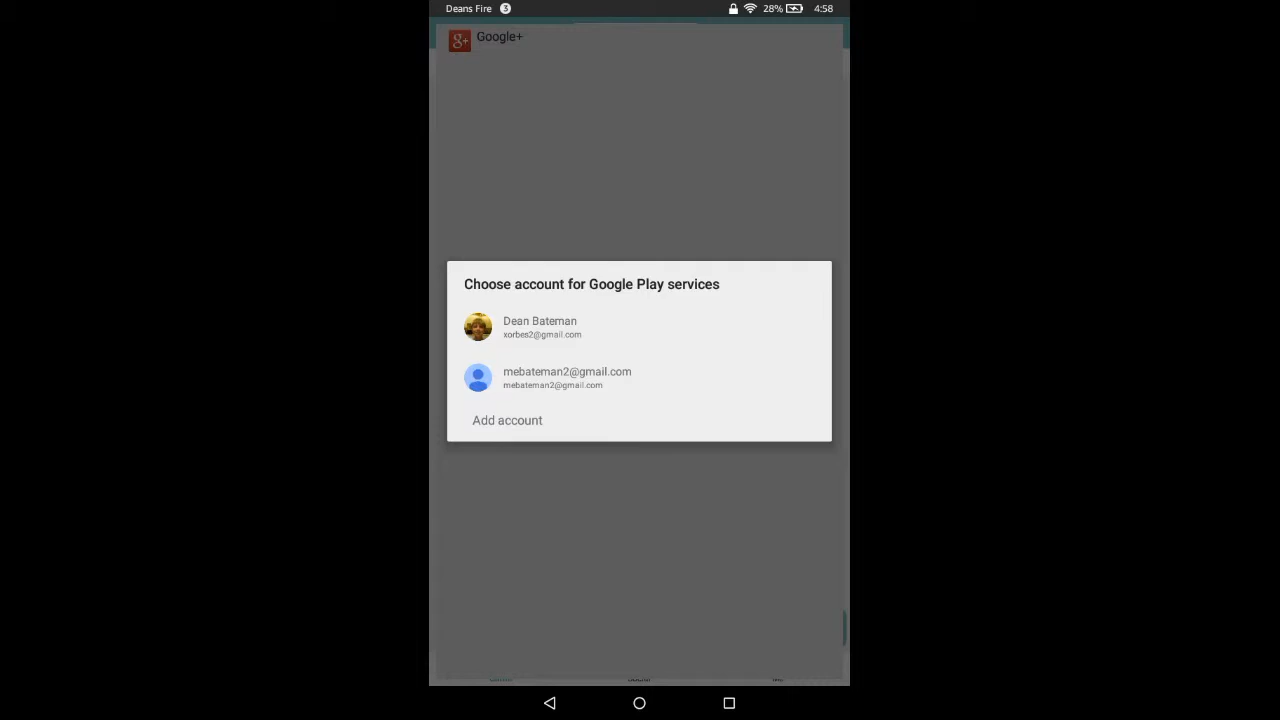 Deans Fire 3 28% 4:58
g+ Google+
Choose account for Google Play services
Dean Bateman
xorbes2@gmail.com
mebateman2@gmail.com
mebateman2@gmail.com
Add account